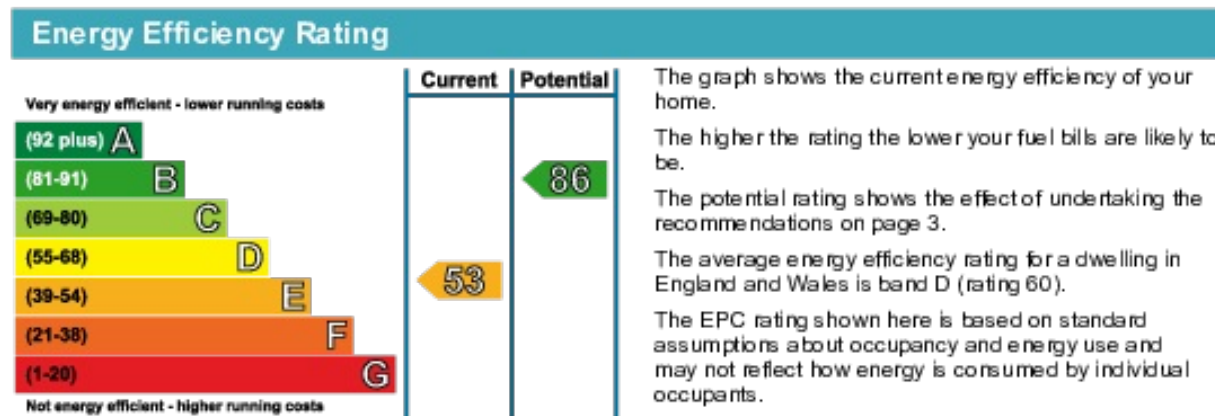 Energy Efficiency Rating
Current Potential
Very energy efficient - lower running costs
(92 plus) A
(81-91) B
86
(69-80) C
(55-68) D
53
(39-54) E
(21-38) F
(1-20) G
Not energy efficient - higher running costs
The graph shows the current energy efficiency of your
home.
The higher the rating the lower your fuel bills are likely to
be.
The potential rating shows the effect of undertaking the
recommendations on page 3.
The average energy efficiency rating for a dwelling in
England and Wales is band D (rating 60).
The EPC rating shown here is based on standard
assumptions about occupancy and energy use and
may not reflect how energy is consumed by individual
occupants.